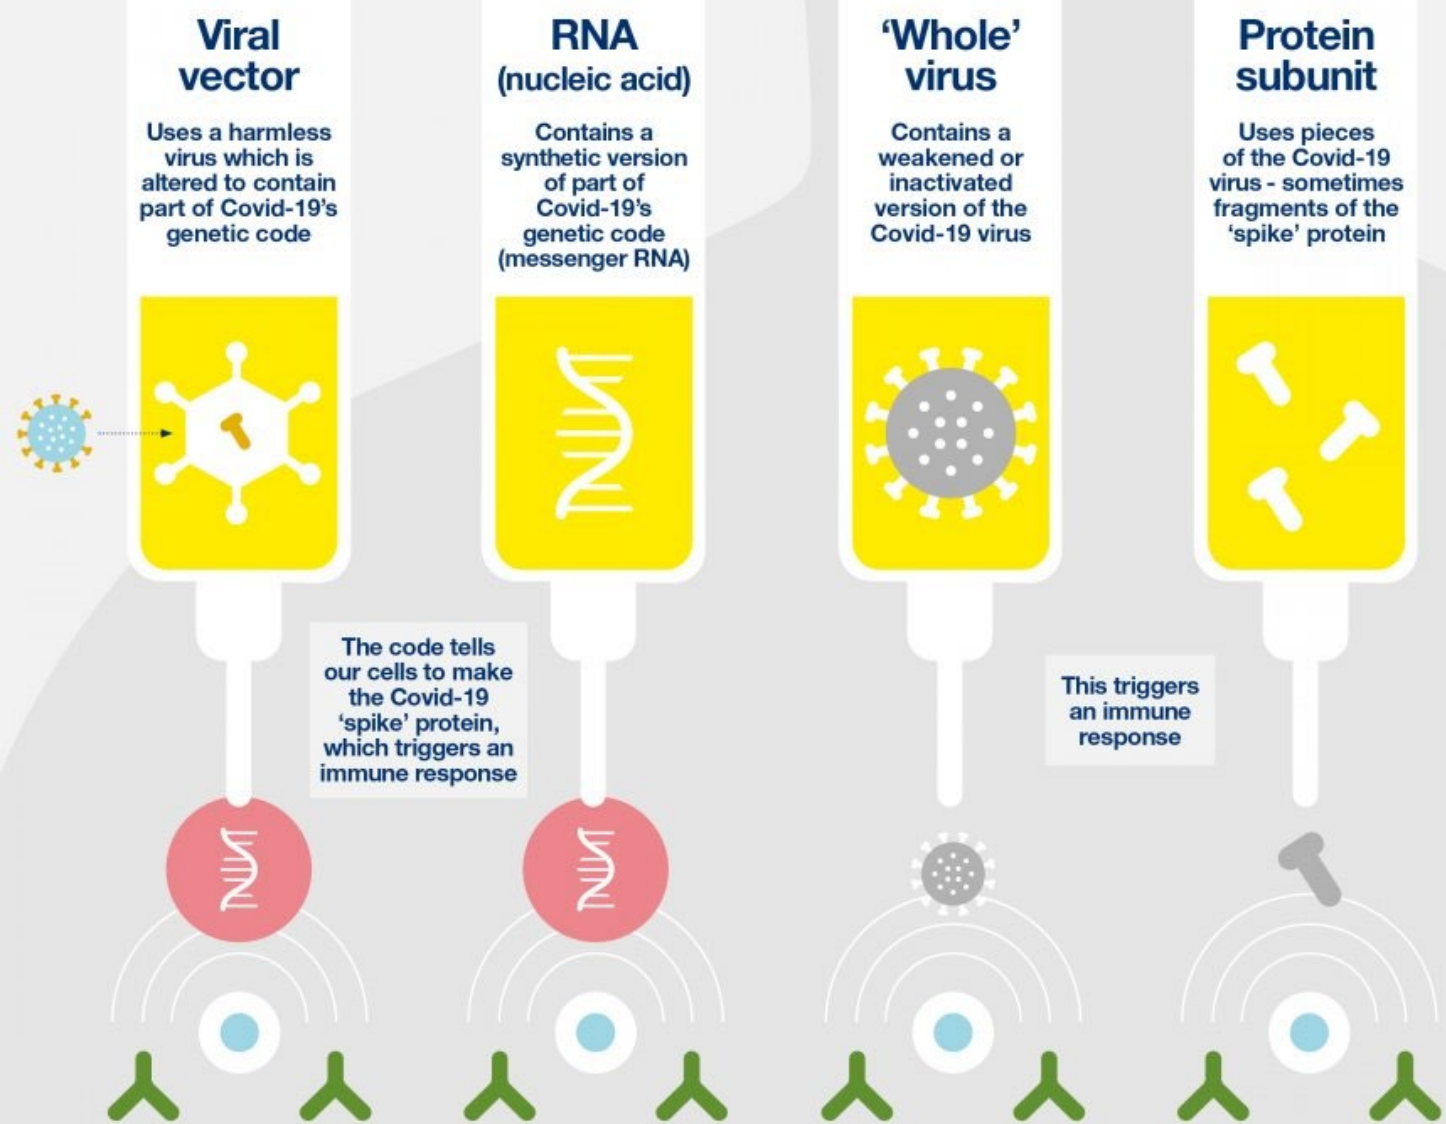 Viral
vector
Uses a harmless
virus which is
altered to contain
part of Covid-19's
genetic code
RNA
(nucleic acid)
Contains a
synthetic version
of part of
Covid-19's
genetic code
(messenger RNA)
‘Whole’
virus
Contains a
weakened or
inactivated
version of the
Covid-19 virus
Protein
subunit
Uses pieces
of the Covid-19
virus - sometimes
fragments of the
‘spike’ protein
The code tells
our cells to make
the Covid-19
‘spike’ protein,
which triggers an
immune response
This triggers
an immune
response